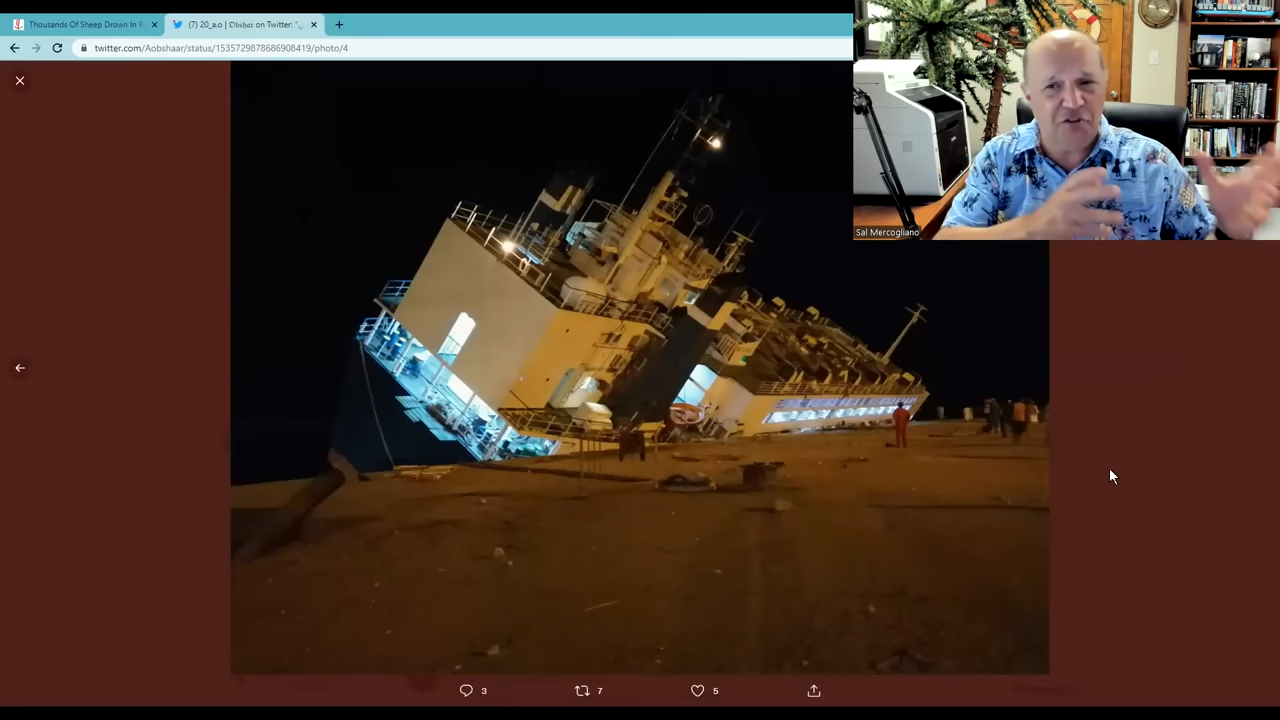 Thousands Of Sheep Drown In
(7) 20_a.o | Obshas on Twitter: "
twitter.com/Aobshaar/status/1535729878686908419/photo/4
Sal Mercogliano
3
7
5